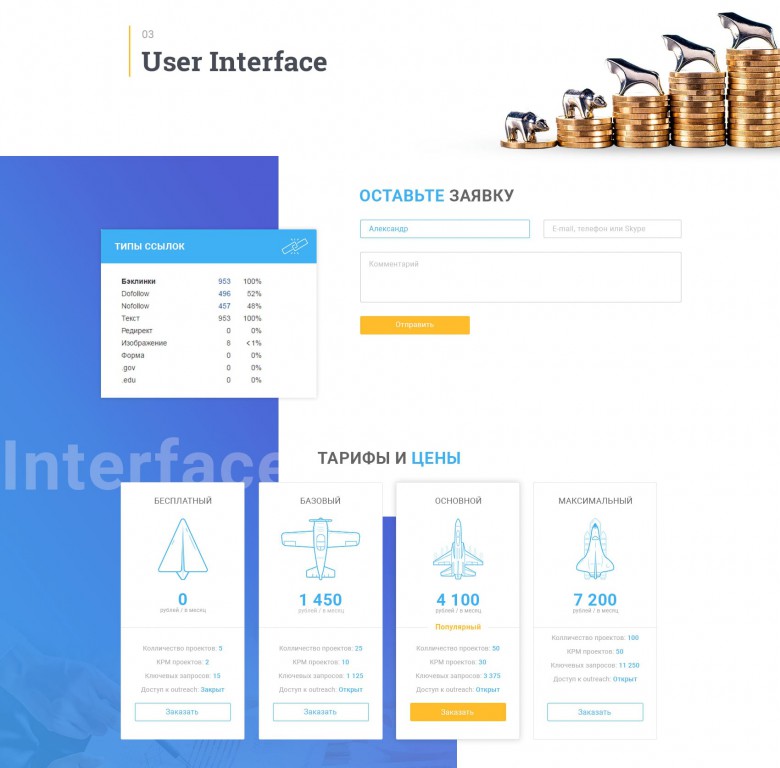 03
User Interface
ОСТАВЬТЕ ЗАЯВКУ
Александр
E-mail, телефон или Skype
Комментарий
Отправить
ТИПЫ ССЫЛОК
Бэклинки 953 100%
Dofollow 496 52%
Nofollow 457 48%
Текст 953 100%
Редирект 0 0%
Изображение 8 <1%
Форма 0 0%
.gov 0 0%
.edu 0 0%
Interface
ТАРИФЫ И ЦЕНЫ
БЕСПЛАТНЫЙ
0
рублей / в месяц
Колличество проектов: 5
КРМ проектов: 2
Ключевых запросов: 15
Доступ к outreach: Закрыт
Заказать
БАЗОВЫЙ
1 450
рублей / в месяц
Колличество проектов: 25
КРМ проектов: 10
Ключевых запросов: 1 125
Доступ к outreach: Открыт
Заказать
ОСНОВНОЙ
4 100
рублей / в месяц
Популярный
Колличество проектов: 50
КРМ проектов: 30
Ключевых запросов: 3 375
Доступ к outreach: Открыт
Заказать
МАКСИМАЛЬНЫЙ
7 200
рублей / в месяц
Колличество проектов: 100
КРМ проектов: 50
Ключевых запросов: 11 250
Доступ к outreach: Открыт
Заказать